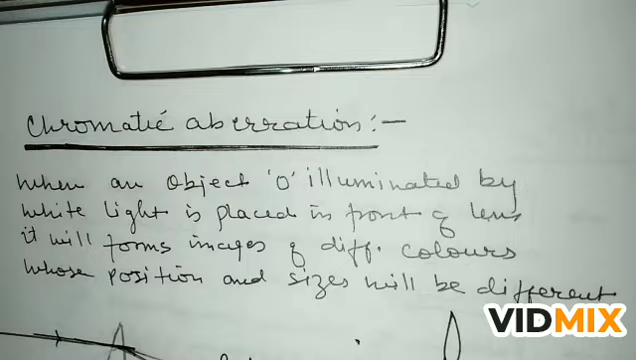 Chromatic aberration:-
When an object 'O' illuminated by
white light is placed in front of lens
it will forms images of diff. colours
whose position and sizes will be different
VIDMIX